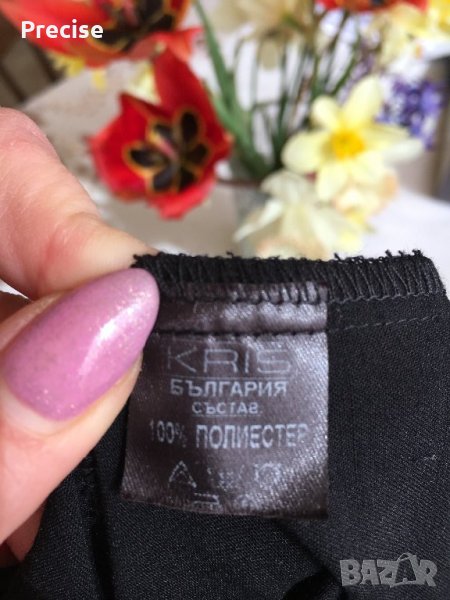 Precise
KRIS
БЪЛГАРИЯ
СЪСТАВ
100% ПОЛИЕСТЕР
BAZAR